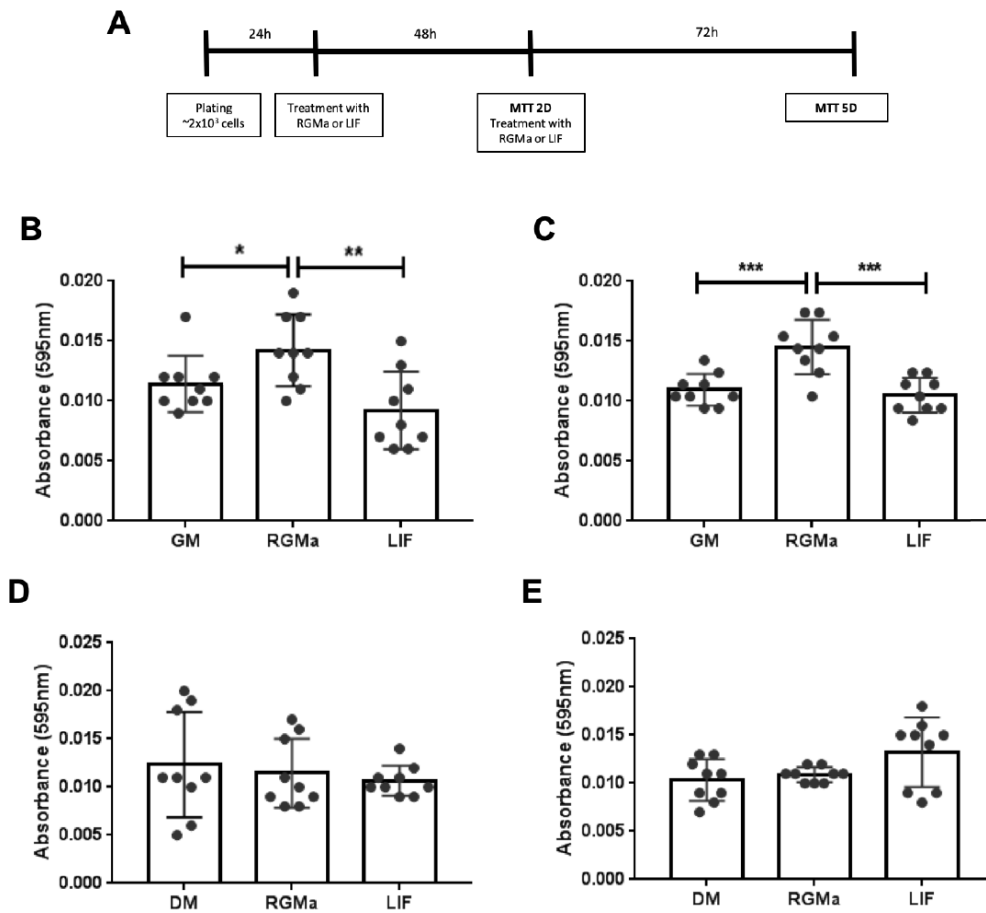 A
24h
48h
72h
Plating
~2x10³ cells
Treatment with
RGMa or LIF
MTT 2D
Treatment with
RGMa or LIF
MTT 5D
B
*
**
Absorbance (595nm)
0.020
0.015
0.010
0.005
0.000
GM
RGMa
LIF
C
***
***
Absorbance (595nm)
0.020
0.015
0.010
0.005
0.000
GM
RGMa
LIF
D
Absorbance (595nm)
0.025
0.020
0.015
0.010
0.005
0.000
DM
RGMa
LIF
E
Absorbance (595nm)
0.025
0.020
0.015
0.010
0.005
0.000
DM
RGMa
LIF